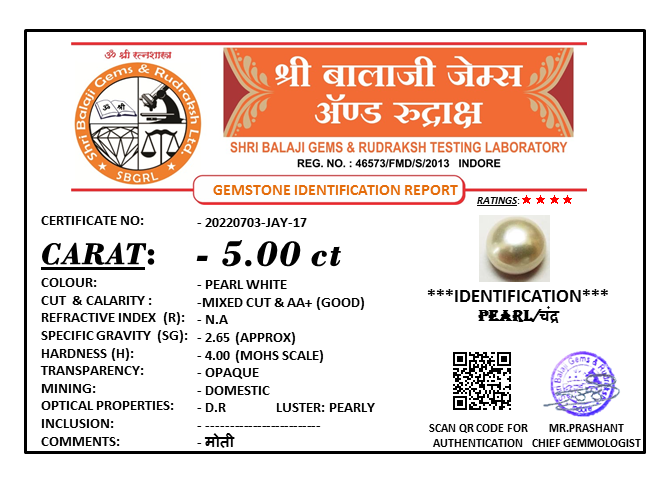 ॐ श्री रत्नशास्त्र
Shri Balaji Gems & Rudraksh Ltd.
SBGRL
श्री बालाजी जेम्स
ॲण्ड रुद्राक्ष
SHRI BALAJI GEMS & RUDRAKSH TESTING LABORATORY
REG. NO. : 46573/FMD/S/2013 INDORE
GEMSTONE IDENTIFICATION REPORT
RATINGS: ★ ★ ★ ★
CERTIFICATE NO: - 20220703-JAY-17
CARAT: - 5.00 ct
COLOUR: - PEARL WHITE
CUT & CALARITY : -MIXED CUT & AA+ (GOOD)
REFRACTIVE INDEX (R): - N.A
SPECIFIC GRAVITY (SG): - 2.65 (APPROX)
HARDNESS (H): - 4.00 (MOHS SCALE)
TRANSPARENCY: - OPAQUE
MINING: - DOMESTIC
OPTICAL PROPERTIES: - D.R LUSTER: PEARLY
INCLUSION: - -------------------------
COMMENTS: - मोती
***IDENTIFICATION***
PEARL/चंद्र
SCAN QR CODE FOR
AUTHENTICATION
Shri Balaji Gems & Rudraksh
Indore
MR.PRASHANT
CHIEF GEMMOLOGIST